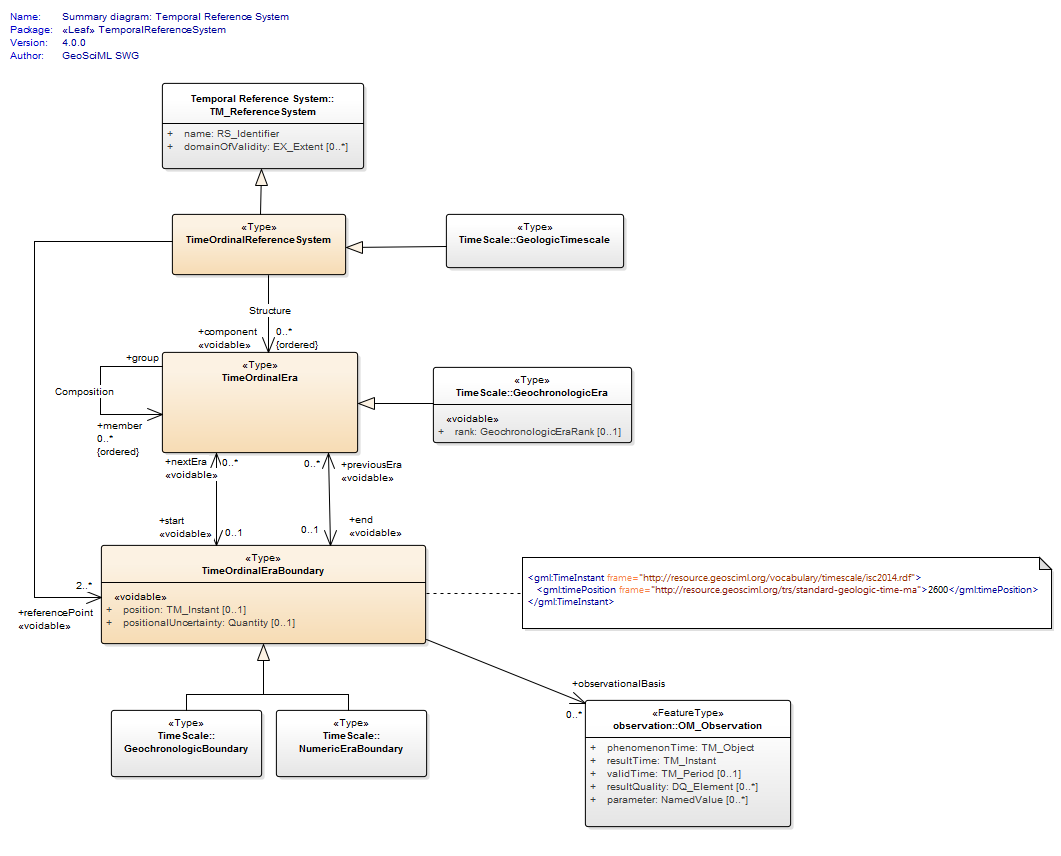 Name: Summary diagram: Temporal Reference System
Package: «Leaf» TemporalReferenceSystem
Version: 4.0.0
Author: GeoSciML SWG
Temporal Reference System::
TM_ReferenceSystem
+ name: RS_Identifier
+ domainOfValidity: EX_Extent [0..*]
«Type»
TimeOrdinalReferenceSystem
«Type»
TimeScale::GeologicTimescale
Structure
+component 0..*
«voidable» {ordered}
+group
Composition
+member
0..*
{ordered}
«Type»
TimeOrdinalEra
«Type»
TimeScale::GeochronologicEra
«voidable»
+ rank: GeochronologicEraRank [0..1]
+nextEra 0..*
«voidable»
0..* +previousEra
«voidable»
+start
«voidable» 0..1
0..1 +end
«voidable»
«Type»
TimeOrdinalEraBoundary
«voidable»
+ position: TM_Instant [0..1]
+ positionalUncertainty: Quantity [0..1]
2..*
+referencePoint
«voidable»
<gml:TimeInstant frame="http://resource.geosciml.org/vocabulary/timescale/isc2014.rdf">
<gml:timePosition frame="http://resource.geosciml.org/trs/standard-geologic-time-ma">2600</gml:timePosition>
</gml:TimeInstant>
«Type»
TimeScale::
GeochronologicBoundary
«Type»
TimeScale::
NumericEraBoundary
+observationalBasis
0..*
«FeatureType»
observation::OM_Observation
+ phenomenonTime: TM_Object
+ resultTime: TM_Instant
+ validTime: TM_Period [0..1]
+ resultQuality: DQ_Element [0..*]
+ parameter: NamedValue [0..*]